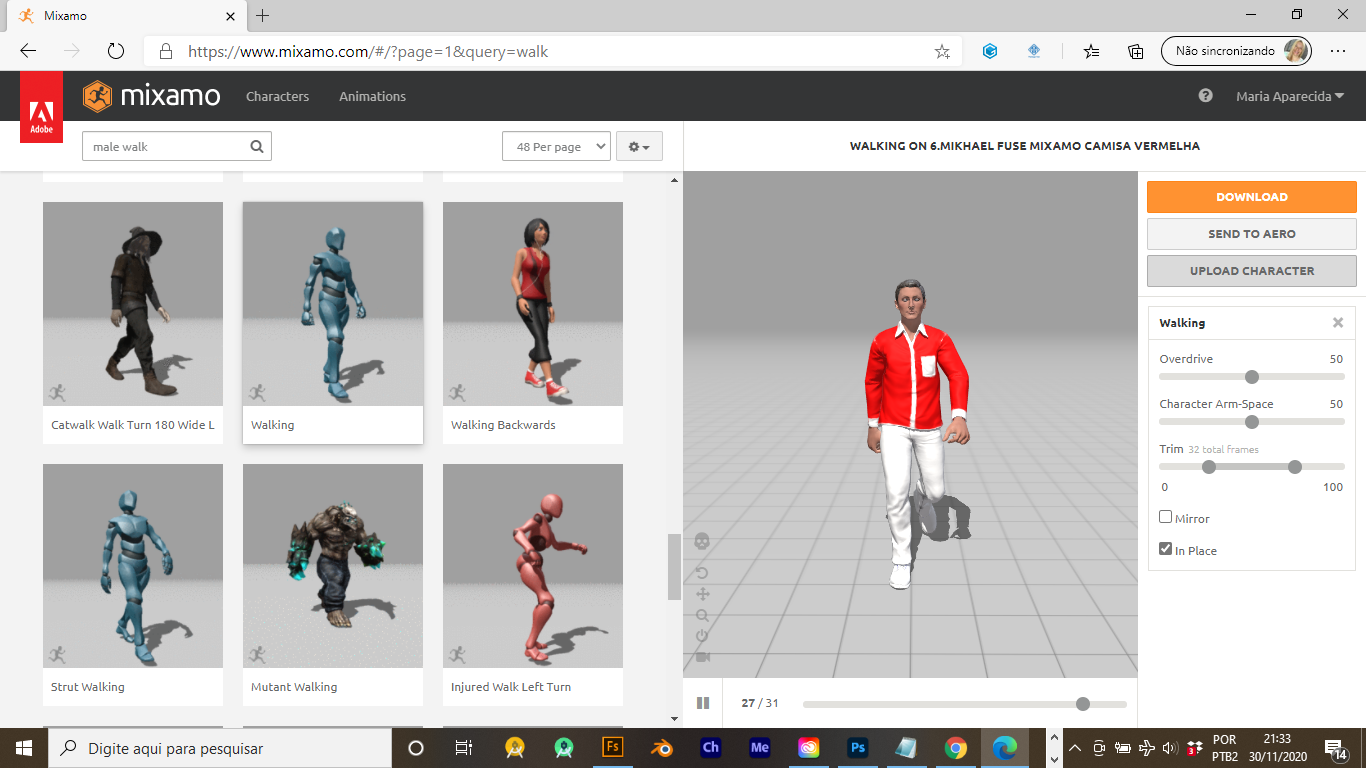 Mixamo
https://www.mixamo.com/#/?page=1&query=walk
Não sincronizando
Adobe
mixamo
Characters
Animations
Maria Aparecida
male walk
48 Per page
WALKING ON 6.MIKHAEL FUSE MIXAMO CAMISA VERMELHA
Catwalk Walk Turn 180 Wide L
Walking
Walking Backwards
Strut Walking
Mutant Walking
Injured Walk Left Turn
27 / 31
DOWNLOAD
SEND TO AERO
UPLOAD CHARACTER
Walking
Overdrive 50
Character Arm-Space 50
Trim 32 total frames
0 100
Mirror
In Place
Digite aqui para pesquisar
Fs
Ch
Me
Ps
3
POR
PTB2
21:33
30/11/2020
14